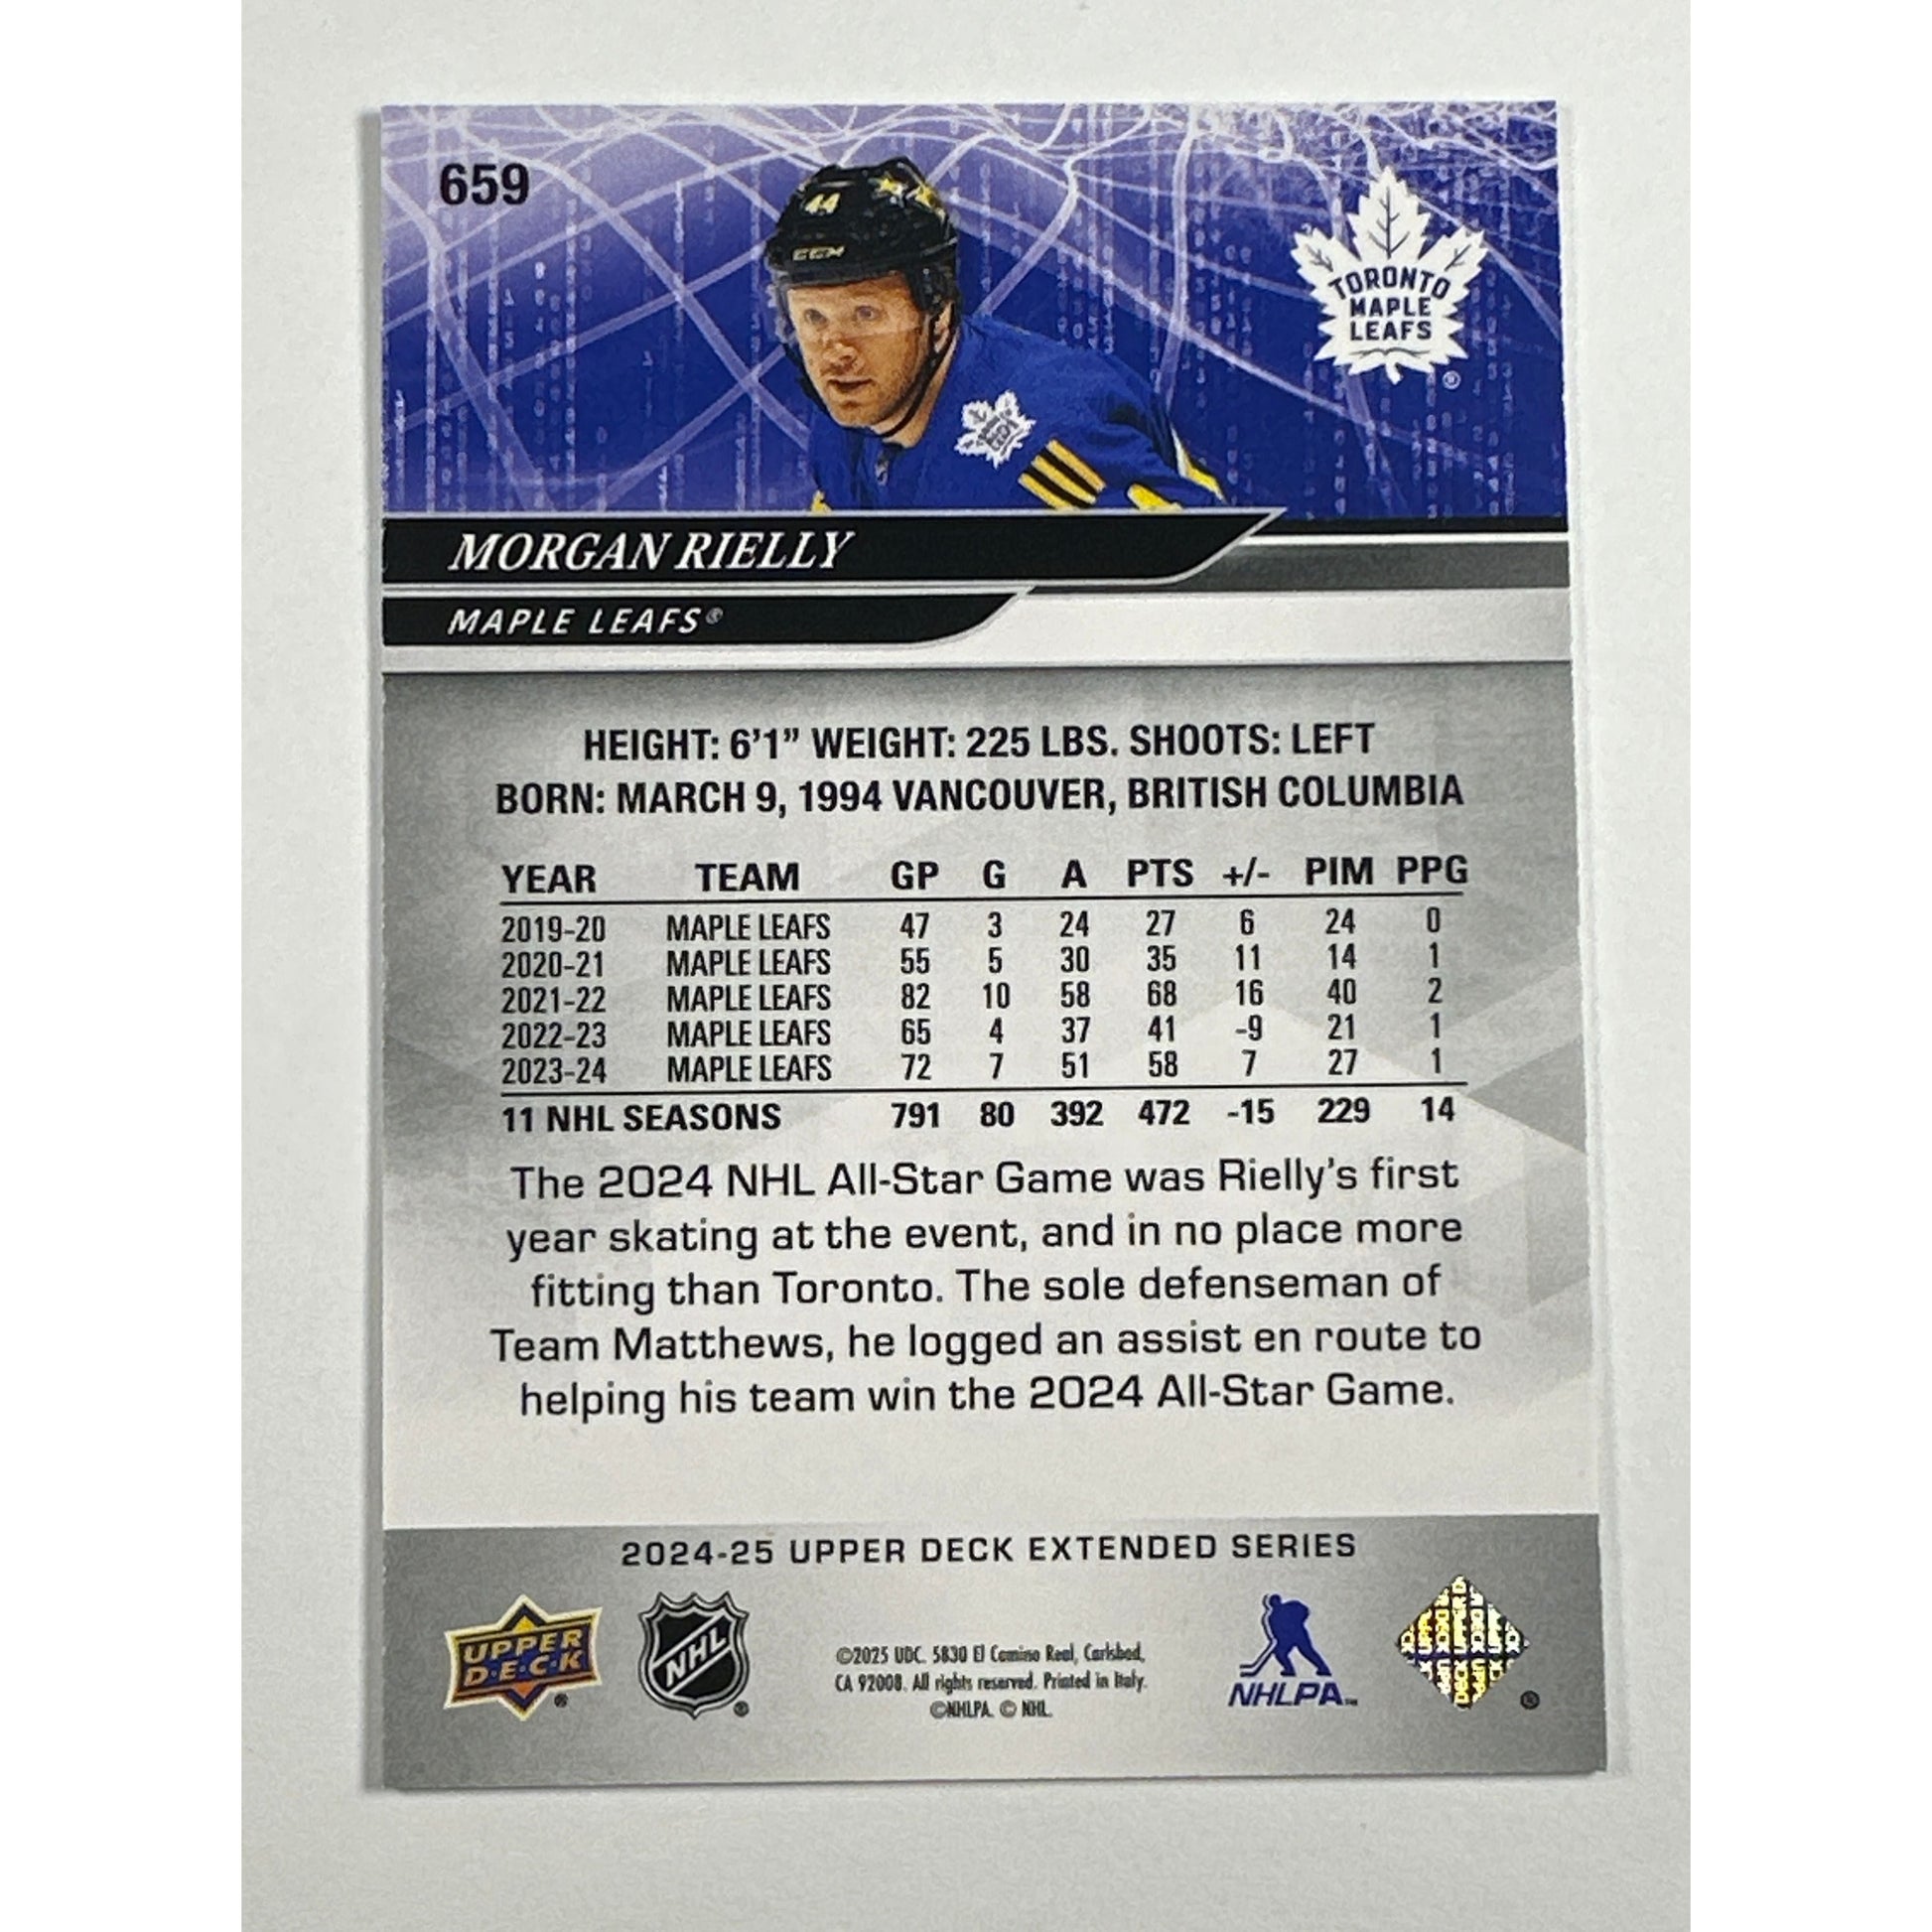 659
44
CCM
TORONTO
MAPLE
LEAFS
®
MORGAN RIELLY
MAPLE LEAFS®
HEIGHT: 6’1” WEIGHT: 225 LBS. SHOOTS: LEFT
BORN: MARCH 9, 1994 VANCOUVER, BRITISH COLUMBIA
YEAR TEAM GP G A PTS +/- PIM PPG
2019-20 MAPLE LEAFS 47 3 24 27 6 24 0
2020-21 MAPLE LEAFS 55 5 30 35 11 14 1
2021-22 MAPLE LEAFS 82 10 58 68 16 40 2
2022-23 MAPLE LEAFS 65 4 37 41 -9 21 1
2023-24 MAPLE LEAFS 72 7 51 58 7 27 1
11 NHL SEASONS 791 80 392 472 -15 229 14
The 2024 NHL All-Star Game was Rielly’s first
year skating at the event, and in no place more
fitting than Toronto. The sole defenseman of
Team Matthews, he logged an assist en route to
helping his team win the 2024 All-Star Game.
2024-25 UPPER DECK EXTENDED SERIES
UPPER
D·E·C·K
®
NHL
®
©2025 UDC. 5830 El Camino Real, Carlsbad,
CA 92008. All rights reserved. Printed in Italy.
©NHLPA. © NHL.
NHLPA™
UPPER DECK
®